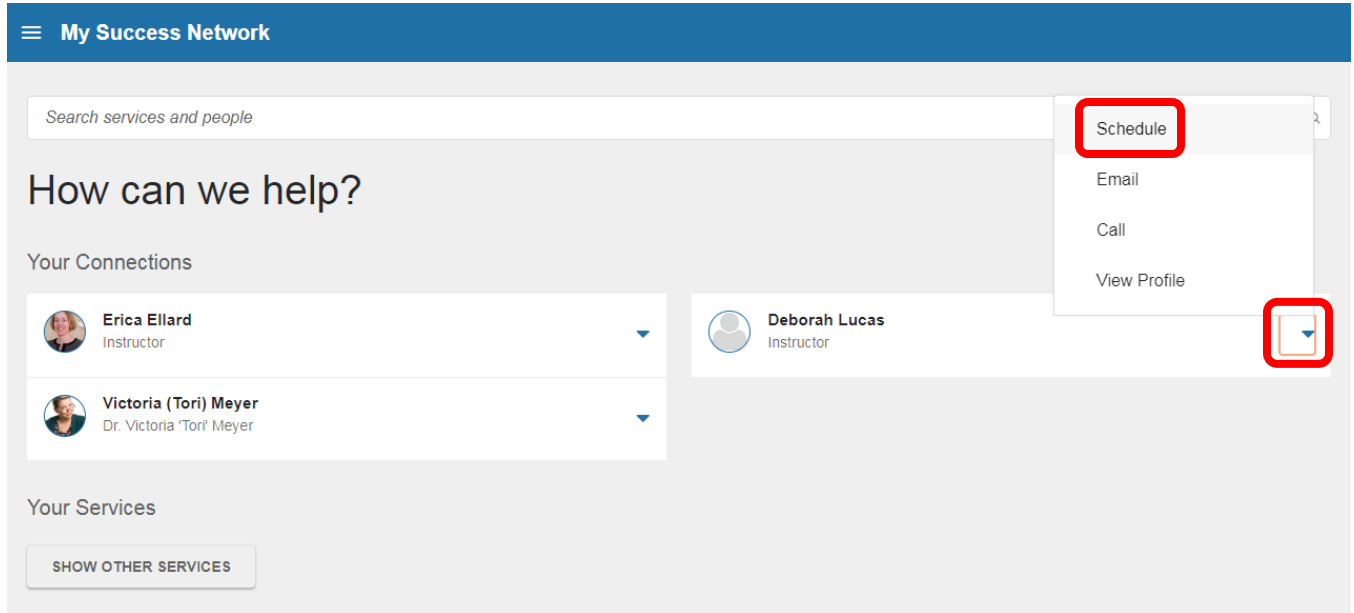 My Success Network
Search services and people
Schedule
Email
Call
View Profile
How can we help?
Your Connections
Erica Ellard
Instructor
Deborah Lucas
Instructor
Victoria (Tori) Meyer
Dr. Victoria 'Tori' Meyer
Your Services
SHOW OTHER SERVICES